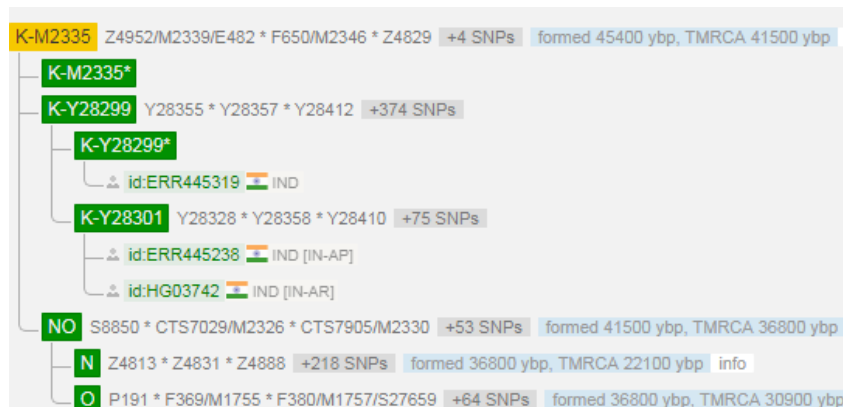 K-M2335 Z4952/M2339/E482 * F650/M2346 * Z4829 +4 SNPs formed 45400 ybp, TMRCA 41500 ybp
K-M2335*
K-Y28299 Y28355 * Y28357 * Y28412 +374 SNPs
K-Y28299*
id:ERR445319 IND
K-Y28301 Y28328 * Y28358 * Y28410 +75 SNPs
id:ERR445238 IND [IN-AP]
id:HG03742 IND [IN-AR]
NO S8850 * CTS7029/M2326 * CTS7905/M2330 +53 SNPs formed 41500 ybp, TMRCA 36800 ybp
N Z4813 * Z4831 * Z4888 +218 SNPs formed 36800 ybp, TMRCA 22100 ybp info
O P191 * F369/M1755 * F380/M1757/S27659 +64 SNPs formed 36800 ybp, TMRCA 30900 ybp